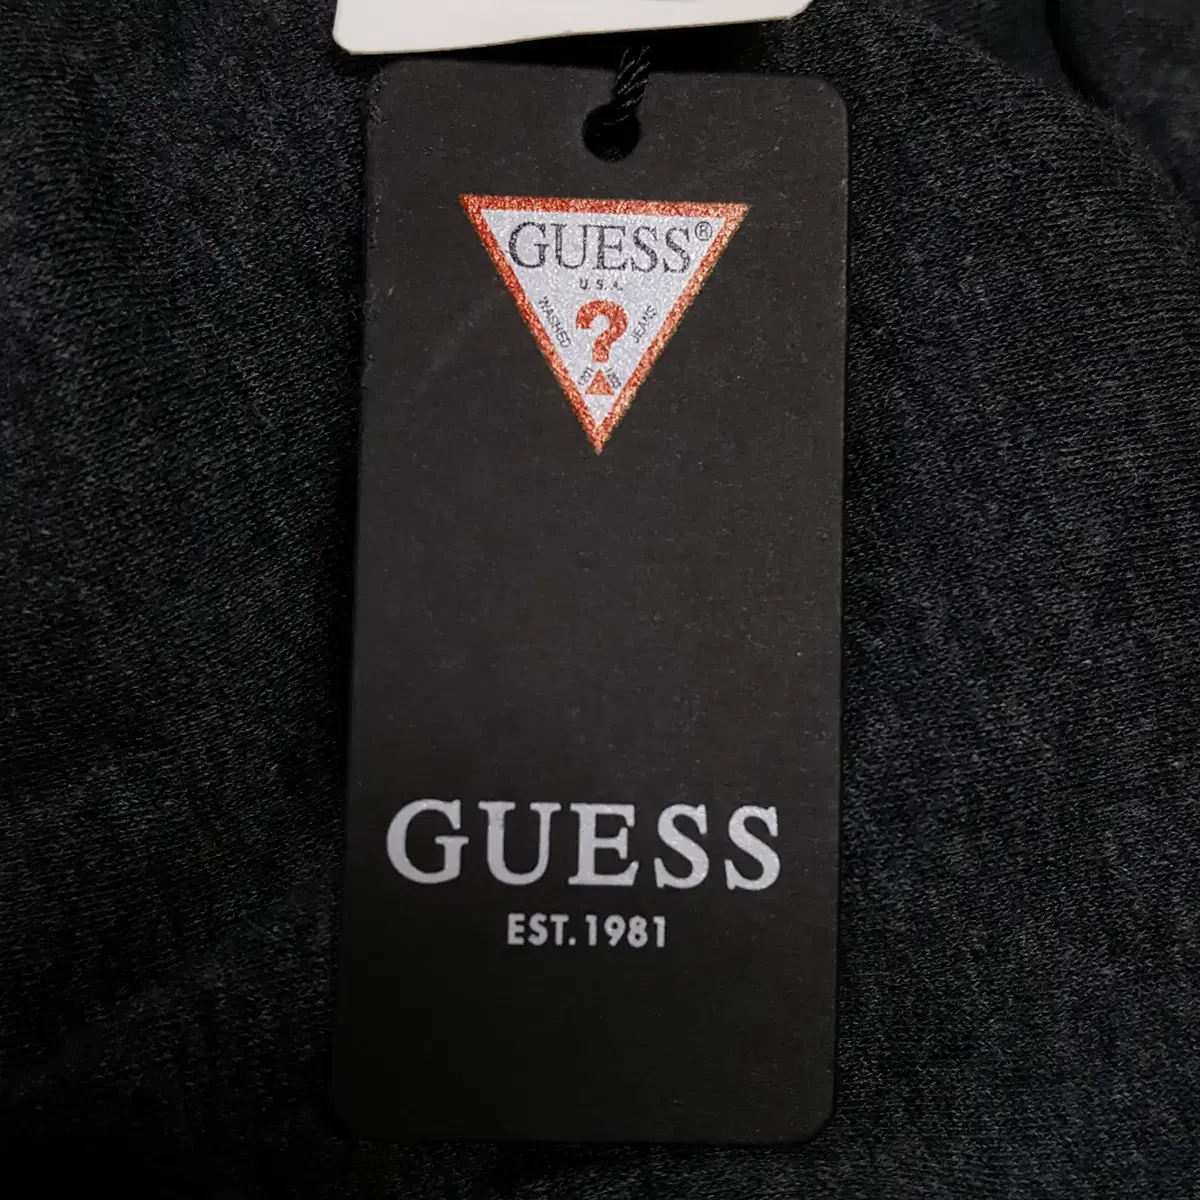 GUESS®
U.S.A.
WASHED ? JEANS
GUESS
EST.1981